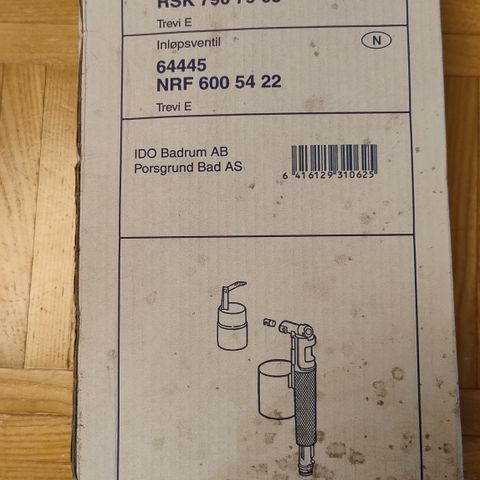 Trevi E
Inløpsventil
N
64445
NRF 600 54 22
Trevi E
IDO Badrum AB
Porsgrund Bad AS
6 416129 310625